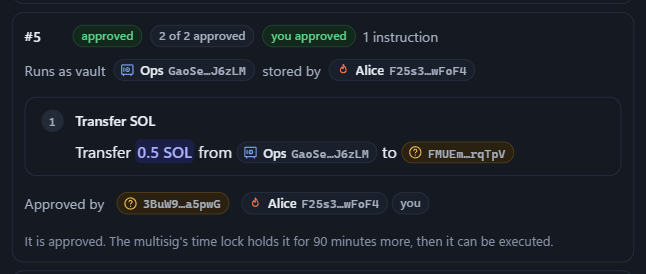 #5 approved 2 of 2 approved you approved 1 instruction
Runs as vault Ops GaoSe…J6zLM stored by Alice F25s3…wFoF4
1 Transfer SOL
Transfer 0.5 SOL from Ops GaoSe…J6zLM to FMUEm…rqTpV
Approved by 3BuW9…a5pwG Alice F25s3…wFoF4 you
It is approved. The multisig's time lock holds it for 90 minutes more, then it can be executed.